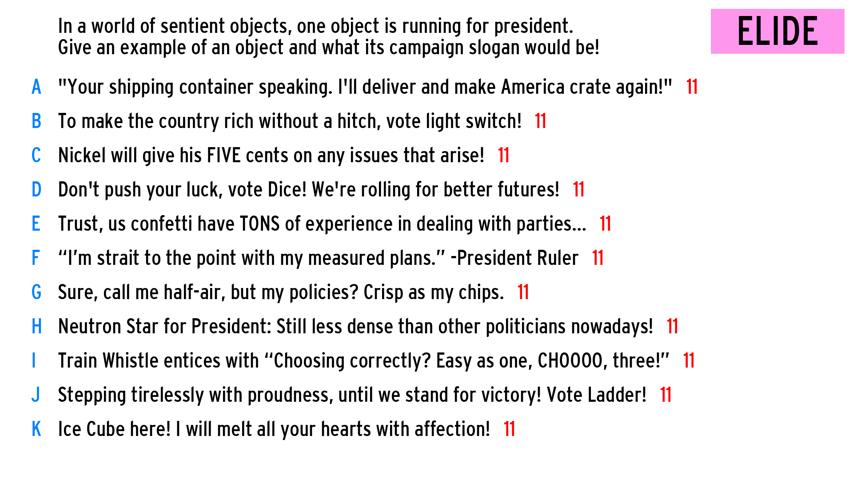 In a world of sentient objects, one object is running for president.
Give an example of an object and what its campaign slogan would be!
ELIDE
A "Your shipping container speaking. I'll deliver and make America crate again!" 11
B To make the country rich without a hitch, vote light switch! 11
C Nickel will give his FIVE cents on any issues that arise! 11
D Don't push your luck, vote Dice! We're rolling for better futures! 11
E Trust, us confetti have TONS of experience in dealing with parties... 11
F “I’m strait to the point with my measured plans.” -President Ruler 11
G Sure, call me half-air, but my policies? Crisp as my chips. 11
H Neutron Star for President: Still less dense than other politicians nowadays! 11
I Train Whistle entices with “Choosing correctly? Easy as one, CHOOOO, three!” 11
J Stepping tirelessly with proudness, until we stand for victory! Vote Ladder! 11
K Ice Cube here! I will melt all your hearts with affection! 11